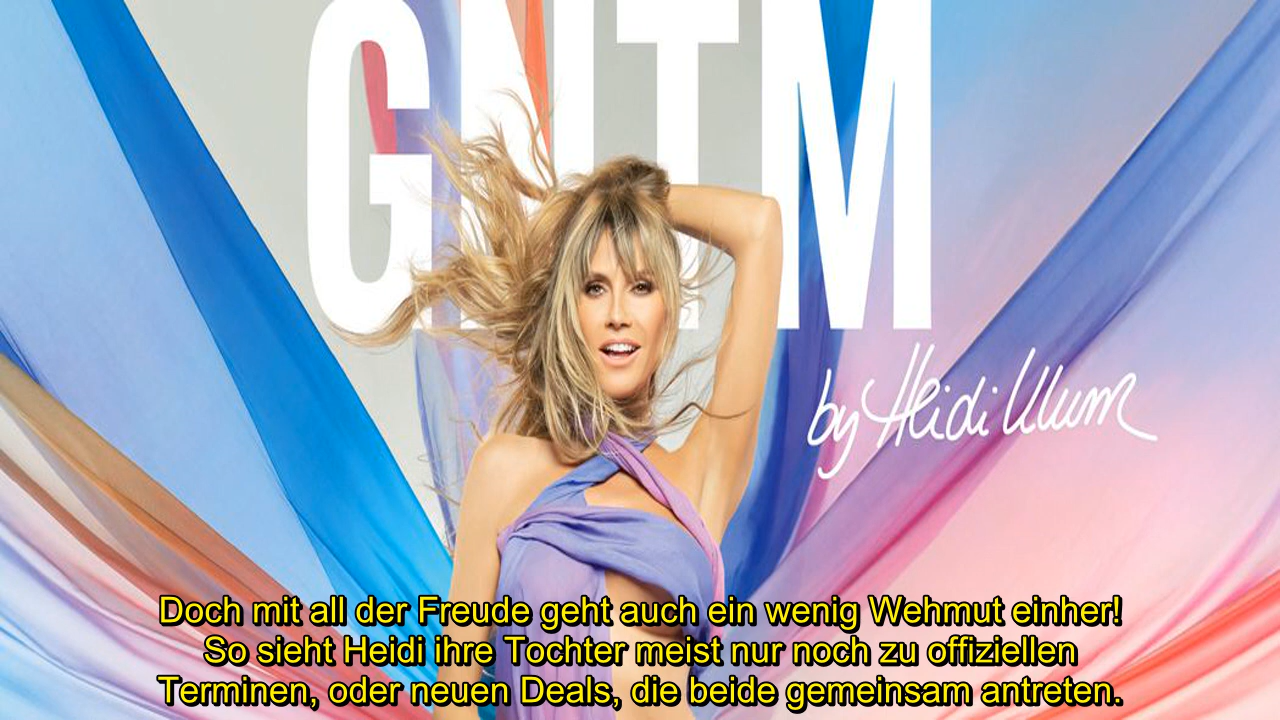 GNTM
by Heidi Klum
Doch mit all der Freude geht auch ein wenig Wehmut einher!
So sieht Heidi ihre Tochter meist nur noch zu offiziellen
Terminen, oder neuen Deals, die beide gemeinsam antreten.